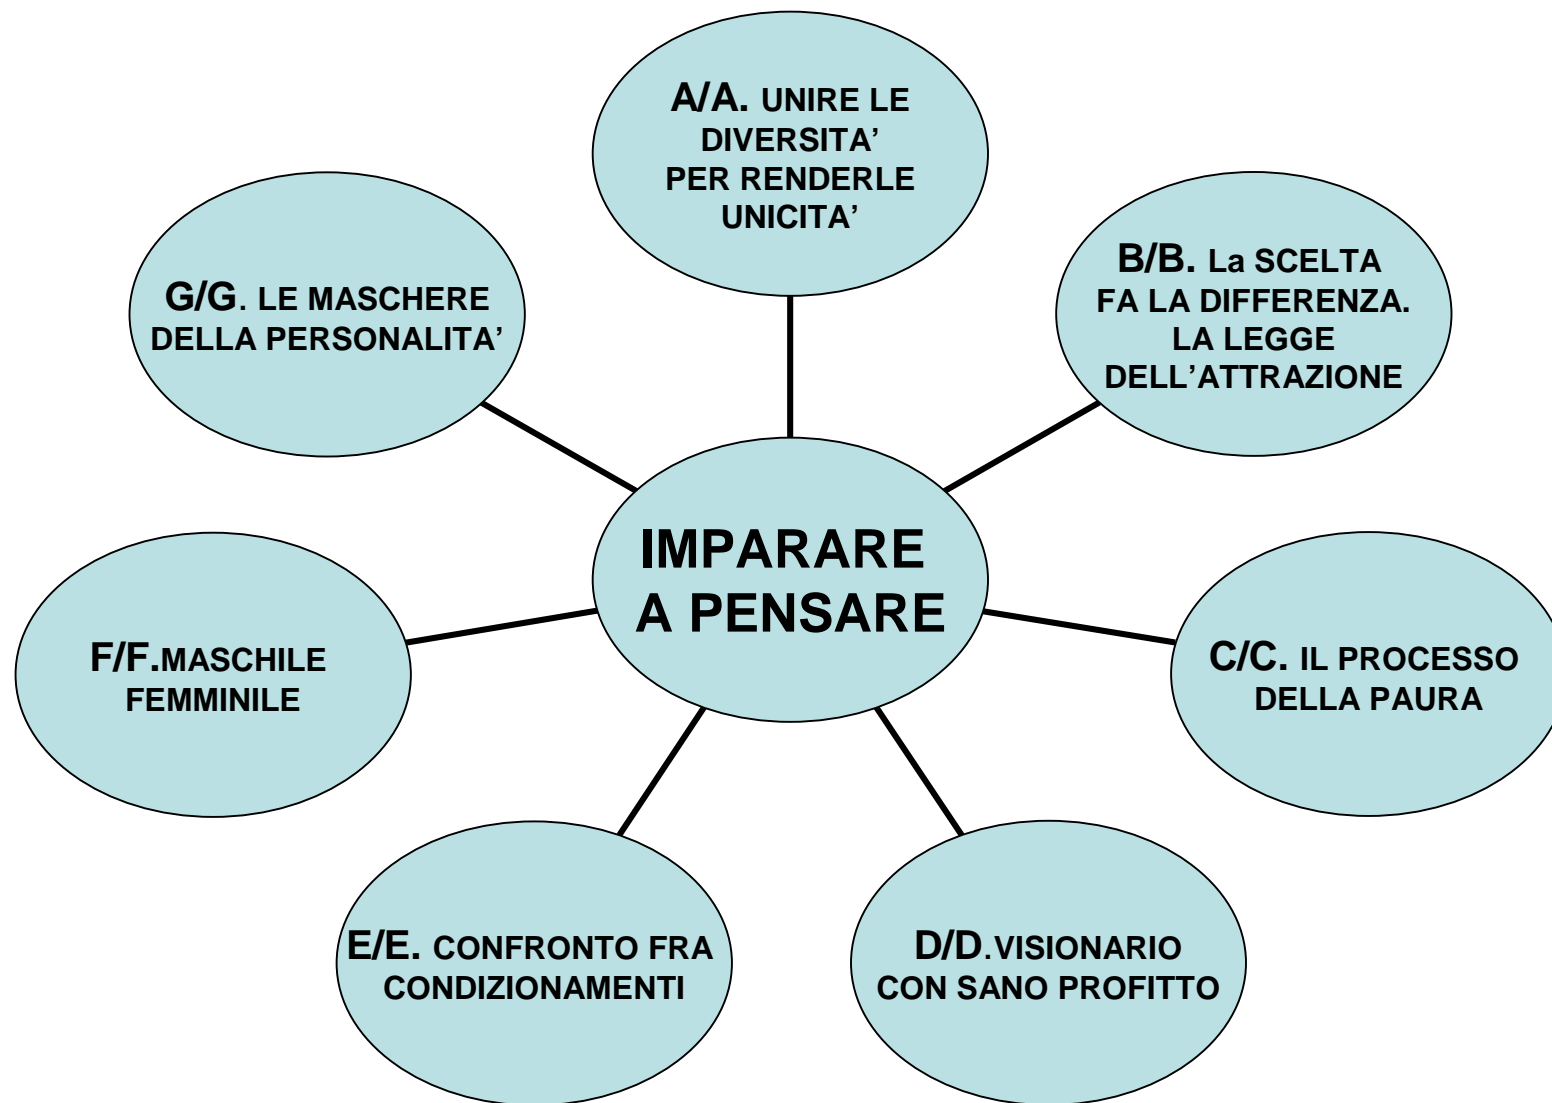 A/A. UNIRE LE
DIVERSITA’
PER RENDERLE
UNICITA’
B/B. La SCELTA
FA LA DIFFERENZA.
LA LEGGE
DELL’ATTRAZIONE
G/G. LE MASCHERE
DELLA PERSONALITA’
IMPARARE
A PENSARE
C/C. IL PROCESSO
DELLA PAURA
F/F.MASCHILE
FEMMINILE
E/E. CONFRONTO FRA
CONDIZIONAMENTI
D/D.VISIONARIO
CON SANO PROFITTO